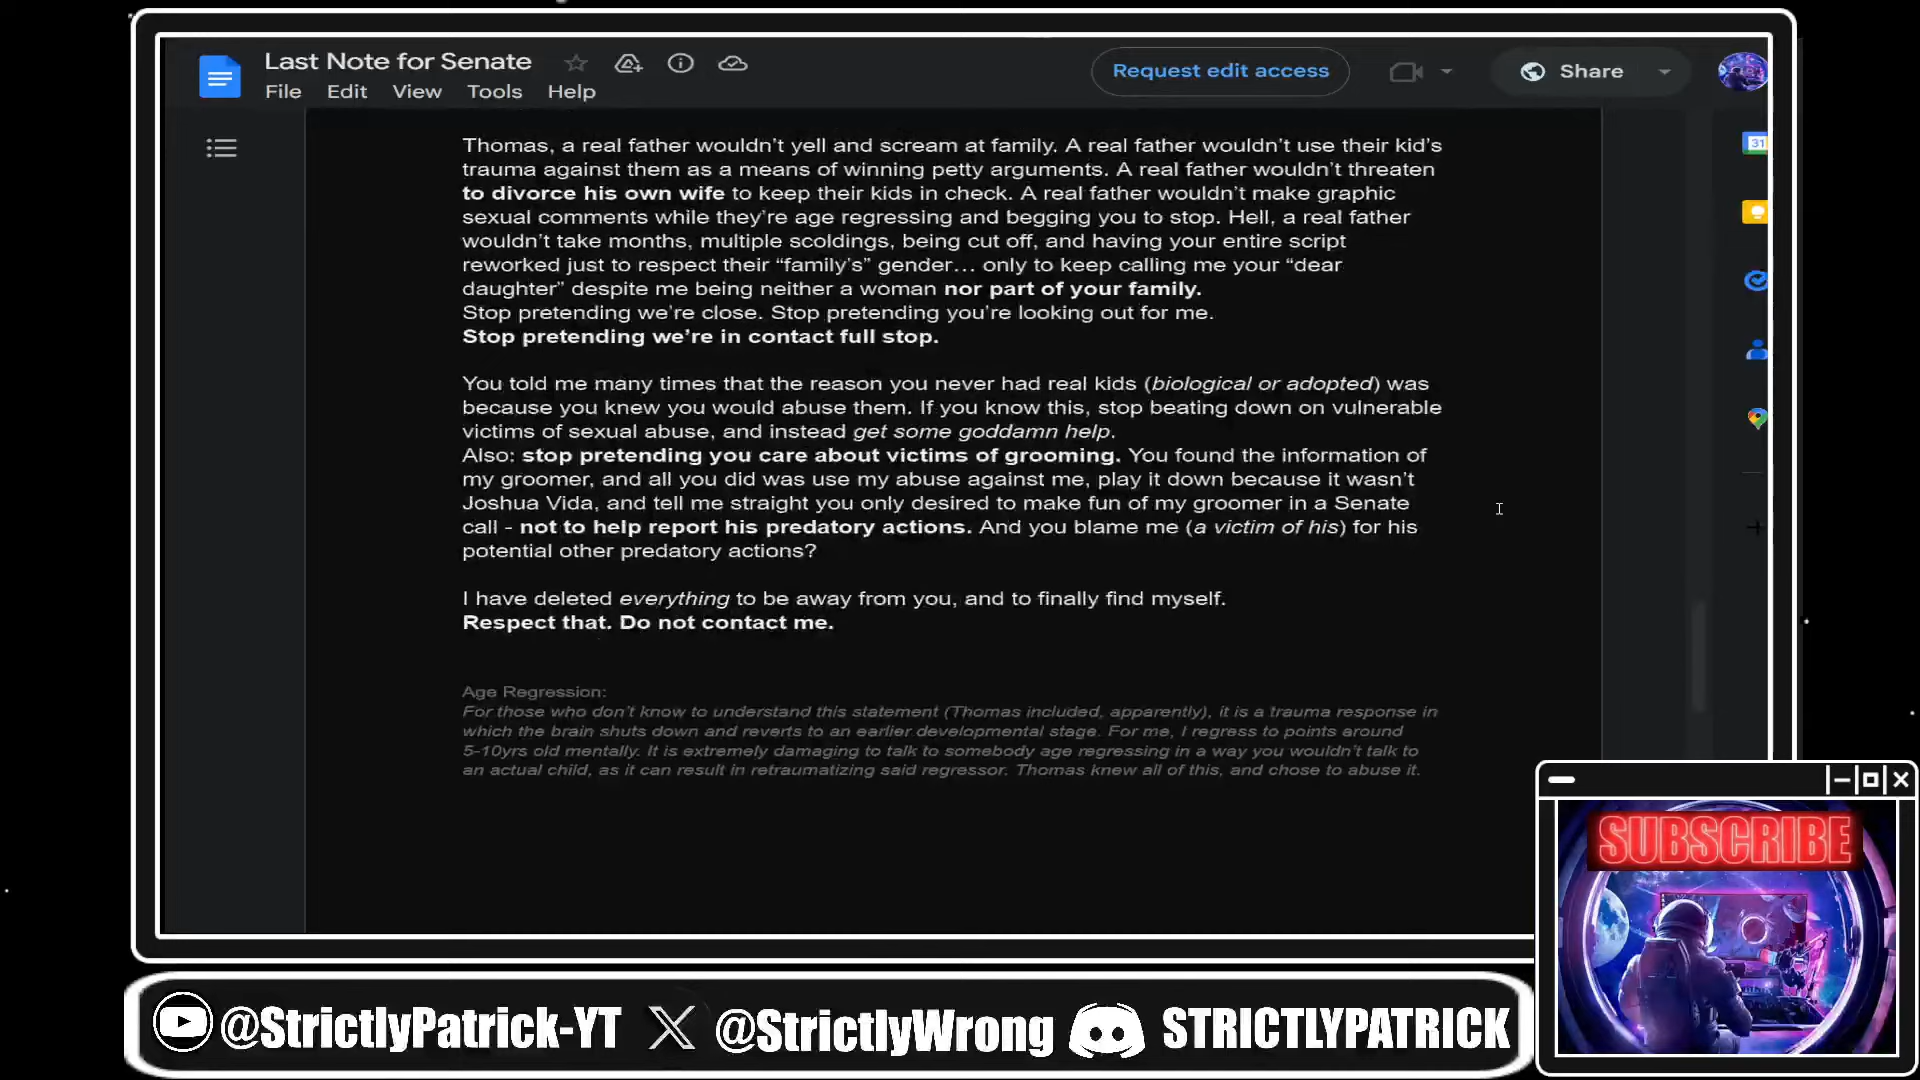 Last Note for Senate
Request edit access
Share
File Edit View Tools Help
31
Thomas, a real father wouldn’t yell and scream at family. A real father wouldn’t use their kid’s
trauma against them as a means of winning petty arguments. A real father wouldn’t threaten
to divorce his own wife to keep their kids in check. A real father wouldn’t make graphic
sexual comments while they’re age regressing and begging you to stop. Hell, a real father
wouldn’t take months, multiple scoldings, being cut off, and having your entire script
reworked just to respect their “family’s” gender… only to keep calling me your “dear
daughter” despite me being neither a woman nor part of your family.
Stop pretending we’re close. Stop pretending you’re looking out for me.
Stop pretending we’re in contact full stop.
You told me many times that the reason you never had real kids (biological or adopted) was
because you knew you would abuse them. If you know this, stop beating down on vulnerable
victims of sexual abuse, and instead get some goddamn help.
Also: stop pretending you care about victims of grooming. You found the information of
my groomer, and all you did was use my abuse against me, play it down because it wasn’t
Joshua Vida, and tell me straight you only desired to make fun of my groomer in a Senate
call - not to help report his predatory actions. And you blame me (a victim of his) for his
potential other predatory actions?
I have deleted everything to be away from you, and to finally find myself.
Respect that. Do not contact me.
Age Regression:
For those who don’t know to understand this statement (Thomas included, apparently), it is a trauma response in
which the brain shuts down and reverts to an earlier developmental stage. For me, I regress to points around
5-10yrs old mentally. It is extremely damaging to talk to somebody age regressing in a way you wouldn’t talk to
an actual child, as it can result in retraumatizing said regressor. Thomas knew all of this, and chose to abuse it.
SUBSCRIBE
@StrictlyPatrick-YT @StrictlyWrong STRICTLYPATRICK